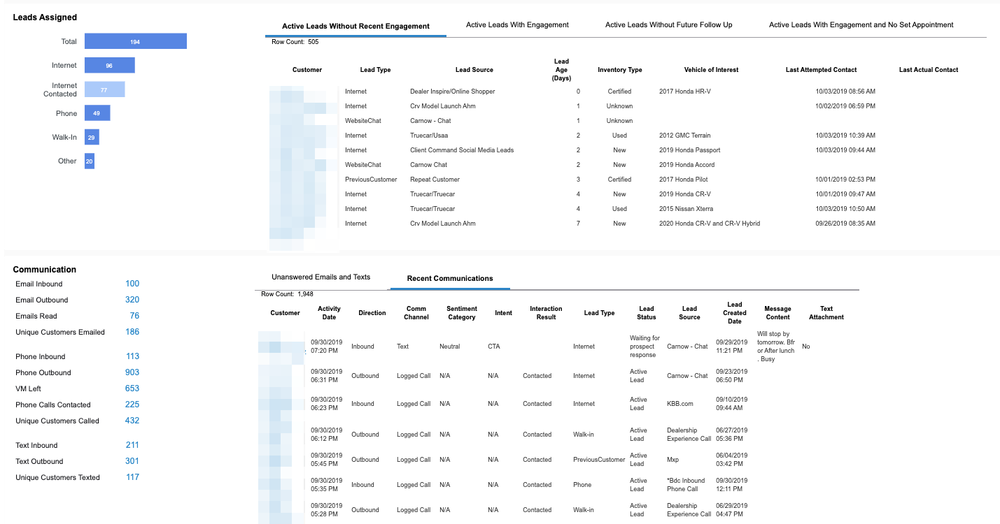 Leads Assigned
Total 194
Internet 96
Internet
Contacted 77
Phone 49
Walk-In 29
Other 20
Active Leads Without Recent Engagement Active Leads With Engagement Active Leads Without Future Follow Up Active Leads With Engagement and No Set Appointment
Row Count: 505
Customer Lead Type Lead Source Lead Age (Days) Inventory Type Vehicle of Interest Last Attempted Contact Last Actual Contact
Internet Dealer Inspire/Online Shopper 0 Certified 2017 Honda HR-V 10/03/2019 08:56 AM
Internet Crv Model Launch Ahm 1 Unknown 10/02/2019 06:59 PM
WebsiteChat Carnow - Chat 1 Unknown
Internet Truecar/Usaa 2 Used 2012 GMC Terrain 10/03/2019 10:39 AM
Internet Client Command Social Media Leads 2 New 2019 Honda Passport 10/03/2019 09:44 AM
WebsiteChat Carnow Chat 2 New 2019 Honda Accord
PreviousCustomer Repeat Customer 3 Certified 2017 Honda Pilot 10/01/2019 02:53 PM
Internet Truecar/Truecar 4 New 2019 Honda CR-V 10/01/2019 09:47 AM
Internet Truecar/Truecar 4 Used 2015 Nissan Xterra 10/03/2019 10:50 AM
Internet Crv Model Launch Ahm 7 New 2020 Honda CR-V and CR-V Hybrid 09/26/2019 08:35 AM
Communication
Email Inbound 100
Email Outbound 320
Emails Read 76
Unique Customers Emailed 186
Phone Inbound 113
Phone Outbound 903
VM Left 653
Phone Calls Contacted 225
Unique Customers Called 432
Text Inbound 211
Text Outbound 301
Unique Customers Texted 117
Unanswered Emails and Texts Recent Communications
Row Count: 1,948
Customer Activity Date Direction Comm Channel Sentiment Category Intent Interaction Result Lead Type Lead Status Lead Source Lead Created Date Message Content Text Attachment
09/30/2019 07:20 PM Inbound Text Neutral CTA Internet Waiting for prospect response Carnow - Chat 09/29/2019 11:21 PM Will stop by tomorrow. Bfr or After lunch . Busy No
09/30/2019 06:31 PM Outbound Logged Call N/A N/A Contacted Internet Active Lead Carnow - Chat 09/23/2019 06:50 PM
09/30/2019 06:23 PM Inbound Logged Call N/A N/A Contacted Internet Active Lead KBB.com 09/10/2019 09:44 AM
09/30/2019 06:12 PM Outbound Logged Call N/A N/A Contacted Walk-in Active Lead Dealership Experience Call 06/27/2019 05:36 PM
09/30/2019 05:45 PM Outbound Logged Call N/A N/A Contacted PreviousCustomer Active Lead Mxp 06/04/2019 03:42 PM
09/30/2019 05:35 PM Inbound Logged Call N/A N/A Contacted Phone Active Lead *Bdc Inbound Phone Call 09/30/2019 12:11 PM
09/30/2019 05:28 PM Outbound Logged Call N/A N/A Contacted Walk-in Active Lead Dealership Experience Call 06/29/2019 04:47 PM